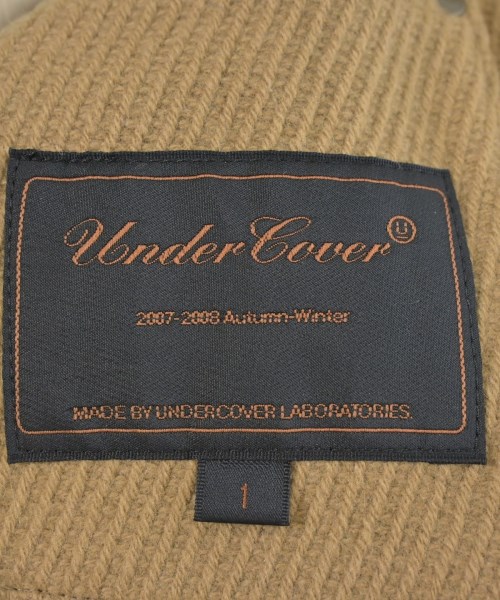 UnderCover U
2007-2008 Autumn-Winter
MADE BY UNDERCOVER LABORATORIES.
1